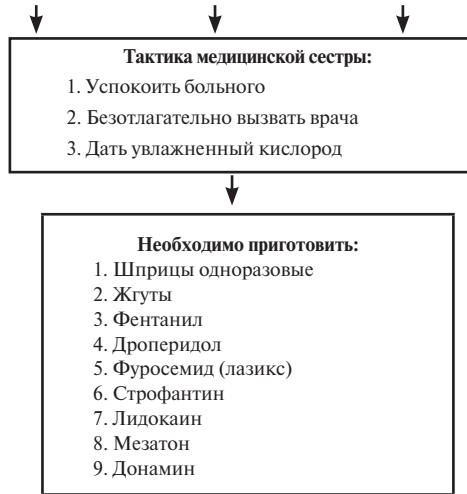 Тактика медицинской сестры:
1. Успокоить больного
2. Безотлагательно вызвать врача
3. Дать увлажненный кислород
Необходимо приготовить:
1. Шприцы одноразовые
2. Жгуты
3. Фентанил
4. Дроперидол
5. Фуросемид (лазикс)
6. Строфантин
7. Лидокаин
8. Мезатон
9. Донамин